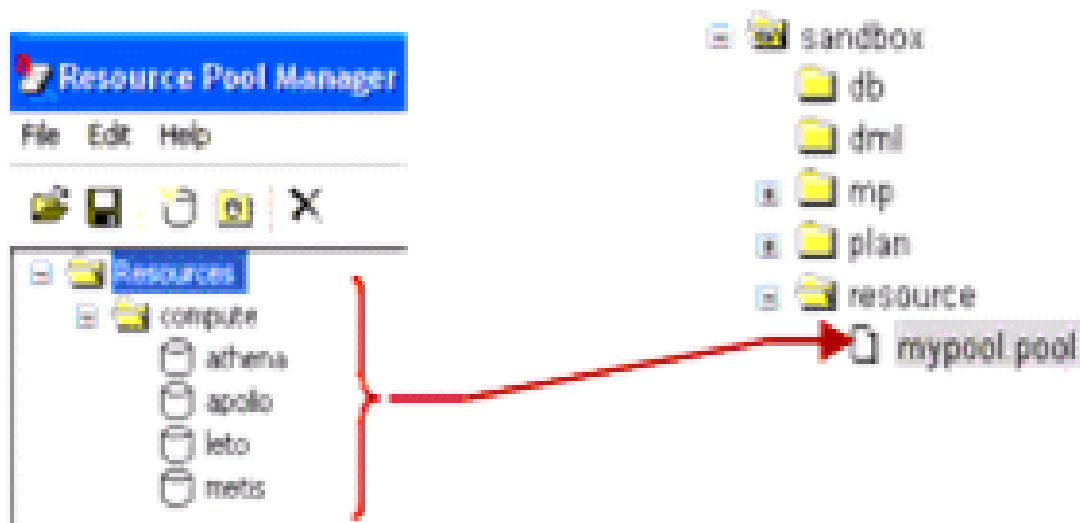 Resource Pool Manager
File Edit Help
Resources
compute
athena
apollo
leto
metis
sandbox
db
dml
mp
plan
resource
mypool.pool